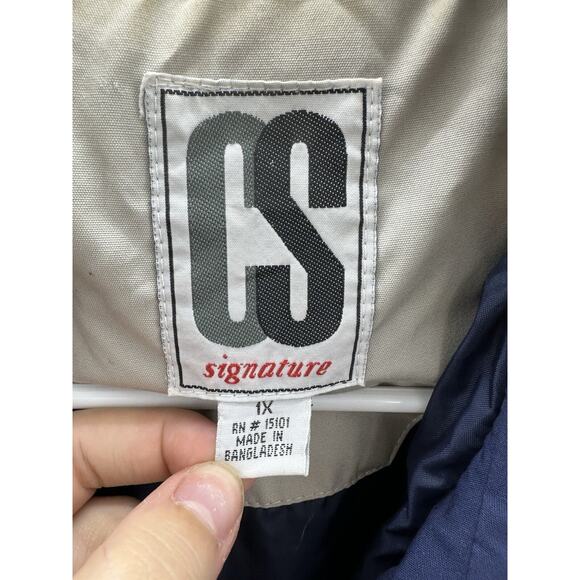 CS
signature
1X
RN # 15101
MADE IN
BANGLADESH